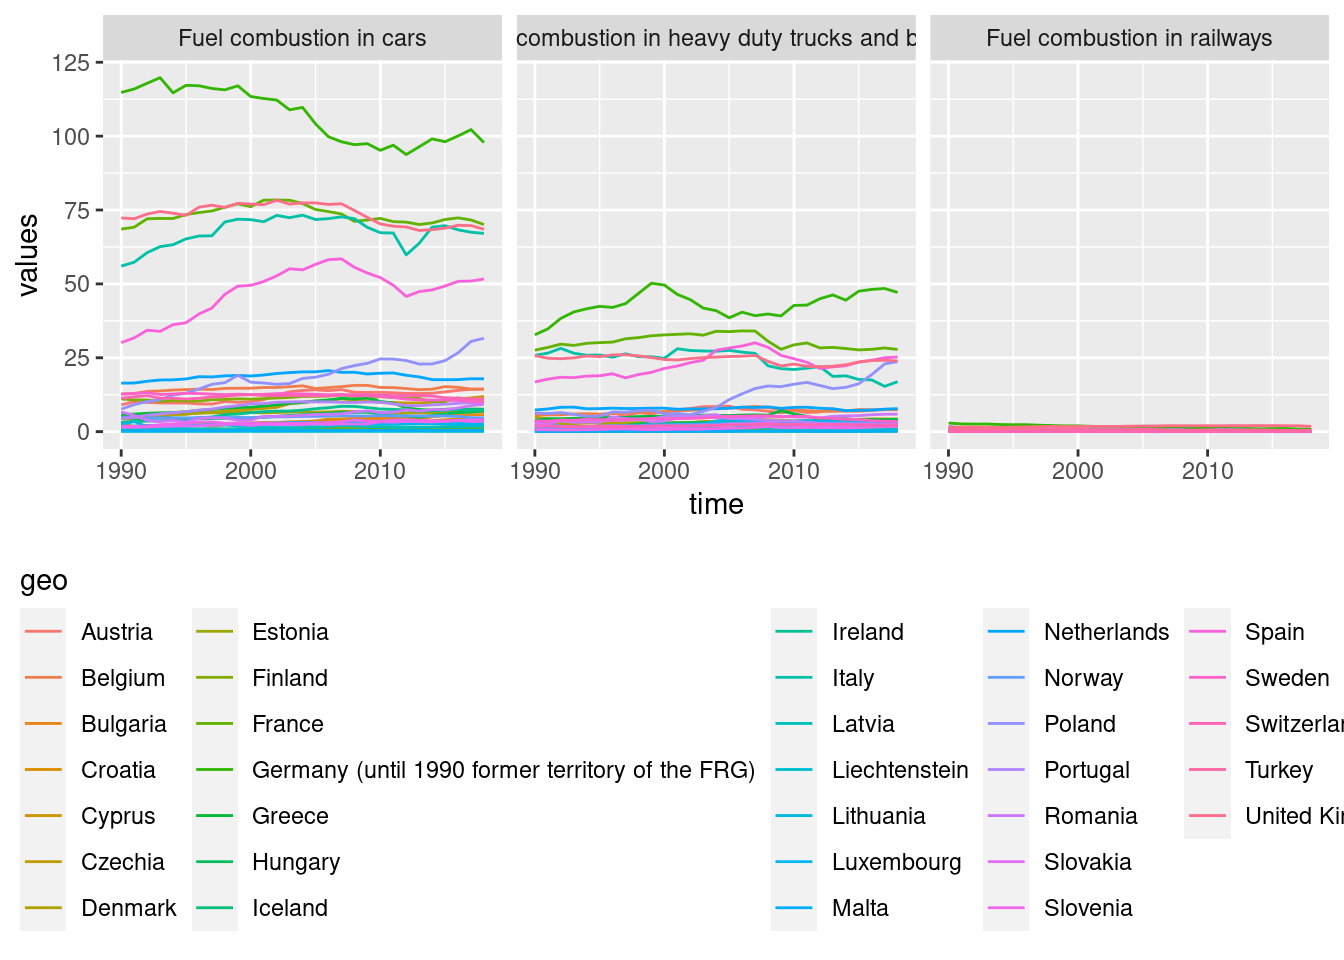 Fuel combustion in cars
combustion in heavy duty trucks and b
Fuel combustion in railways
values
125
100
75
50
25
0
1990 2000 2010
1990 2000 2010
1990 2000 2010
time
geo
Austria
Belgium
Bulgaria
Croatia
Cyprus
Czechia
Denmark
Estonia
Finland
France
Germany (until 1990 former territory of the FRG)
Greece
Hungary
Iceland
Ireland
Italy
Latvia
Liechtenstein
Lithuania
Luxembourg
Malta
Netherlands
Norway
Poland
Portugal
Romania
Slovakia
Slovenia
Spain
Sweden
Switzerlar
Turkey
United Kir